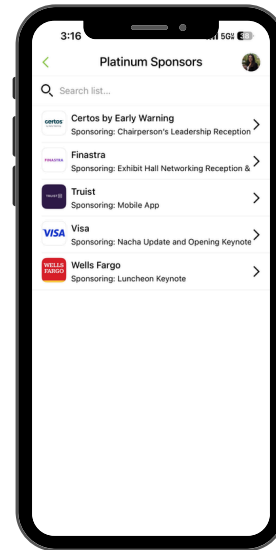 3:16
5G
Platinum Sponsors
Search list...
certos
Certos by Early Warning
Sponsoring: Chairperson's Leadership Reception
FINASTRA
Finastra
Sponsoring: Exhibit Hall Networking Reception &
Truist
Sponsoring: Mobile App
VISA
Visa
Sponsoring: Nacha Update and Opening Keynote
WELLS
FARGO
Wells Fargo
Sponsoring: Luncheon Keynote